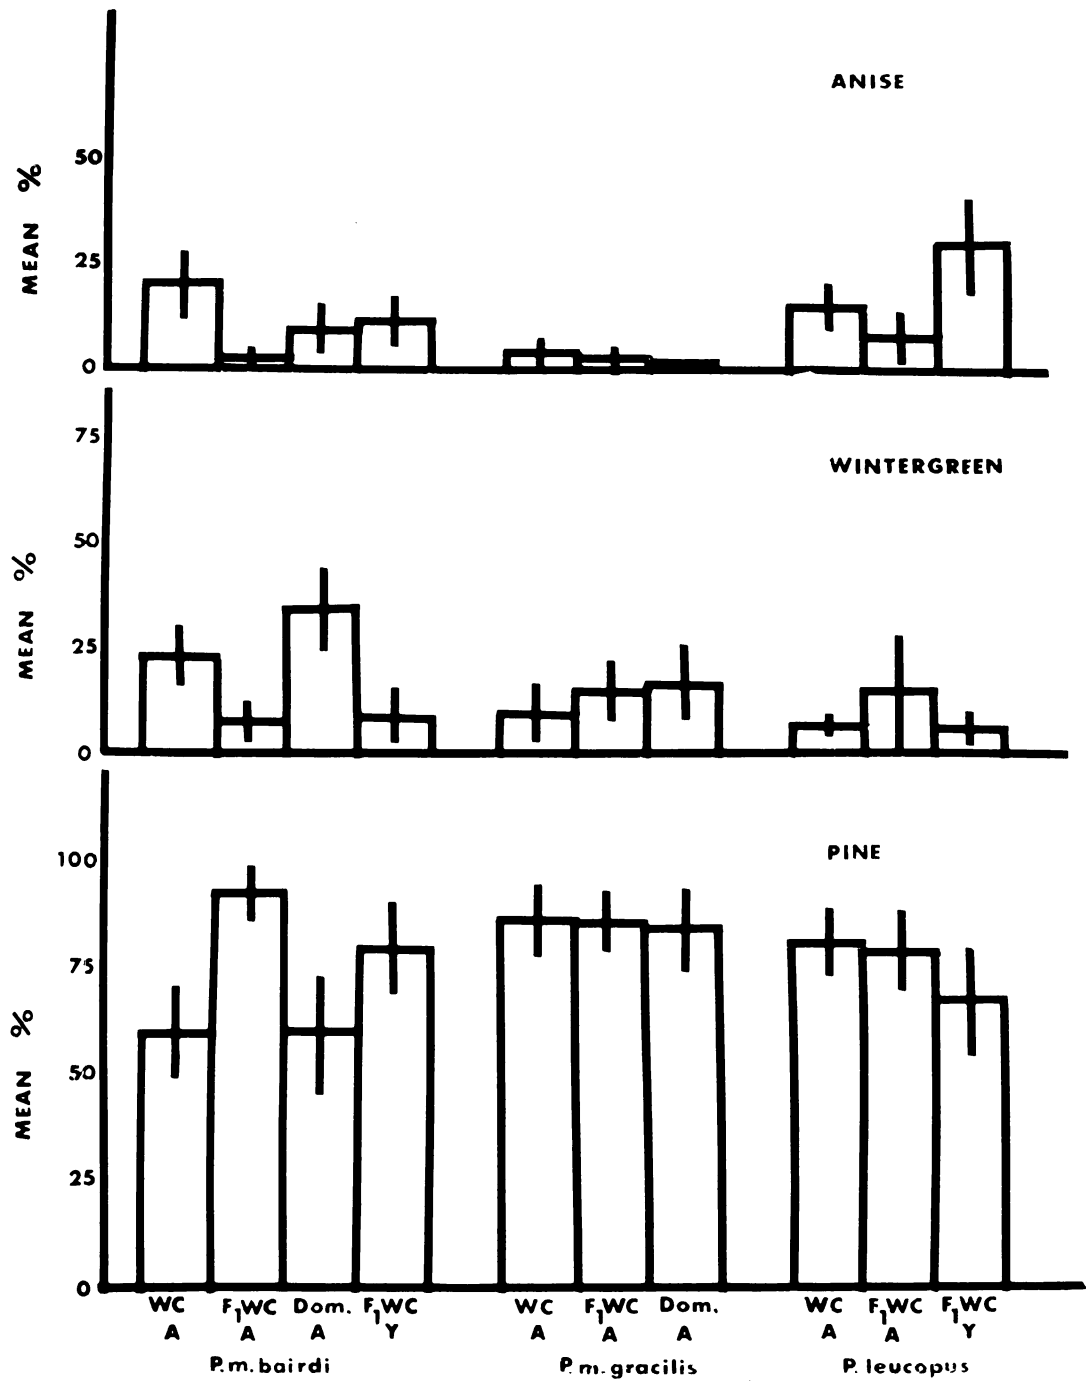 ANISE
50
25
0
MEAN %
75
WINTERGREEN
50
25
0
MEAN %
100
PINE
75
50
25
0
MEAN %
WC F1WC Dom. F1WC WC F1WC Dom. WC F1WC F1WC
A A A Y A A A A A Y
P.m.bairdi P.m.gracilis P. leucopus